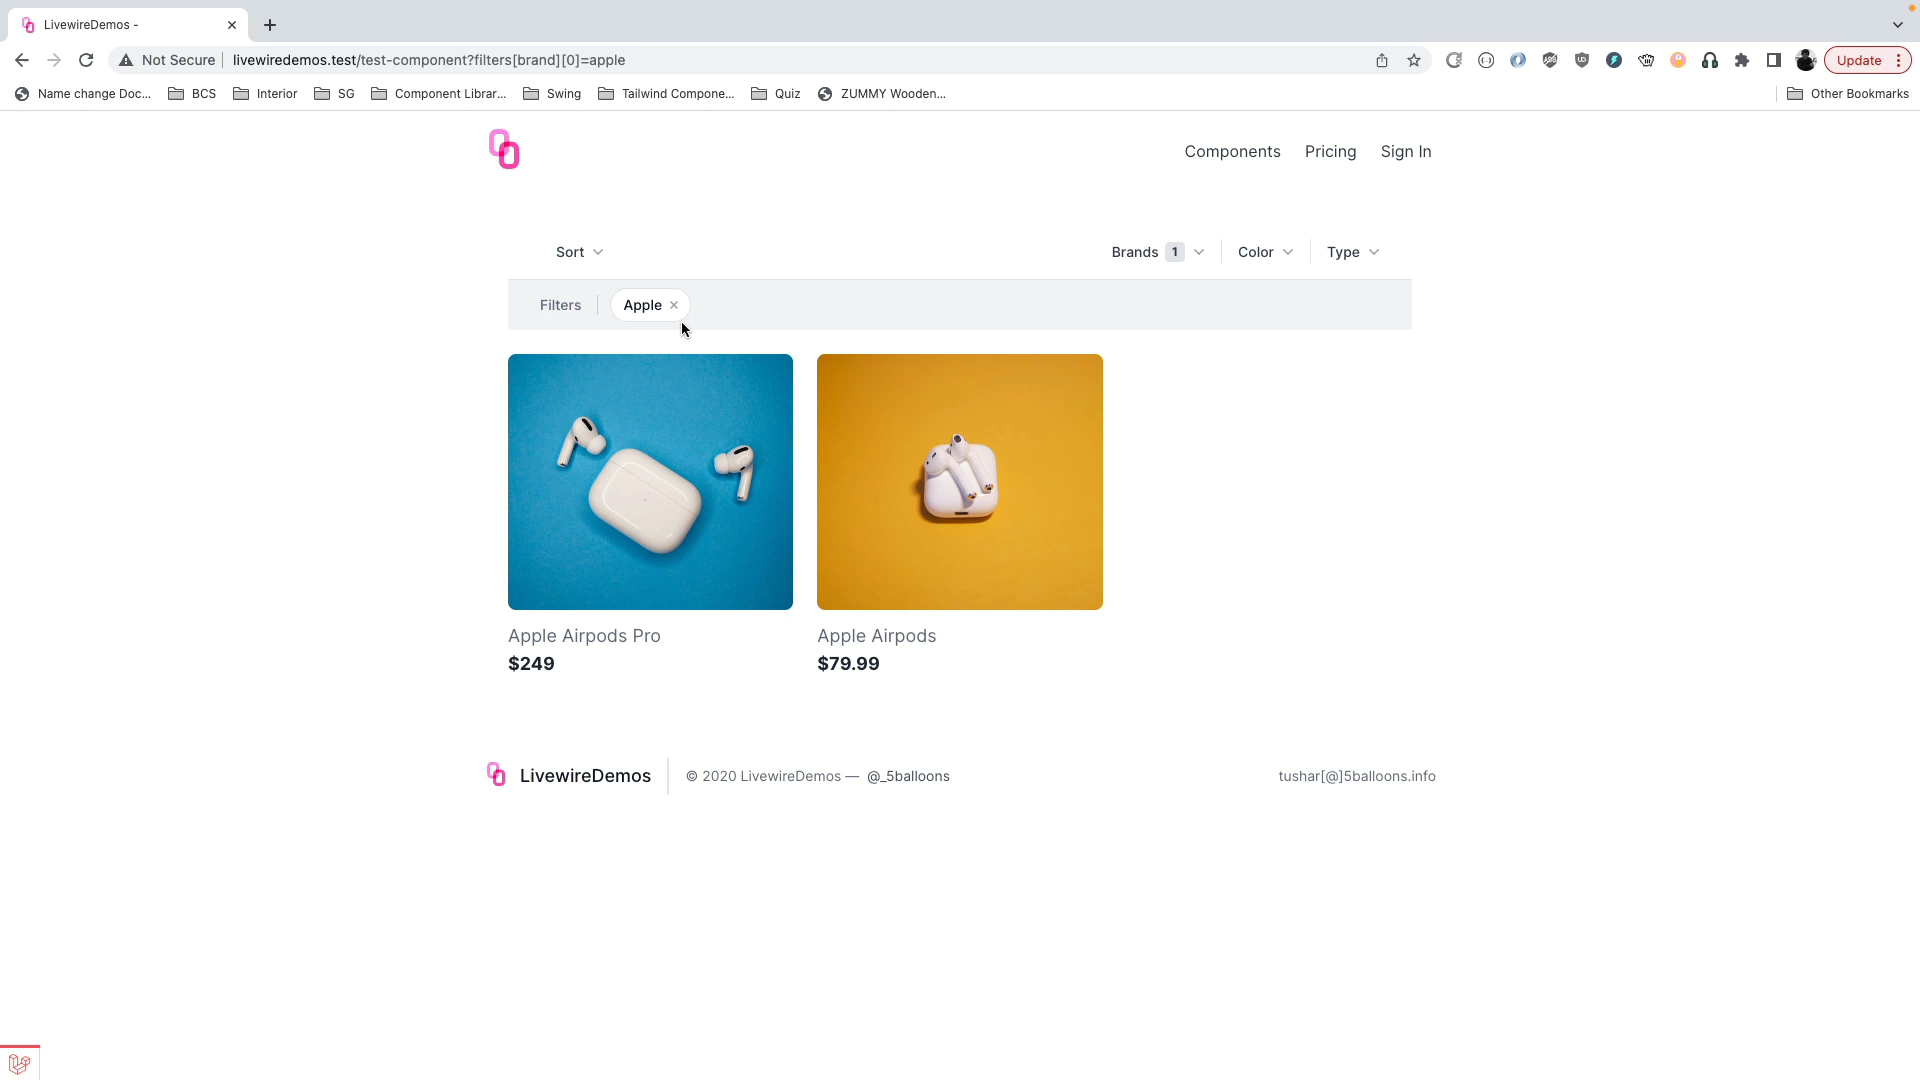 LivewireDemos -
Not Secure livewiredemos.test/test-component?filters[brand][0]=apple Update
Name change Doc... BCS Interior SG Component Librar... Swing Tailwind Compone... Quiz ZUMMY Wooden... Other Bookmarks
Components Pricing Sign In
Sort Brands 1 Color Type
Filters Apple
Apple Airpods Pro Apple Airpods
$249 $79.99
LivewireDemos © 2020 LivewireDemos — @_5balloons tushar[@]5balloons.info